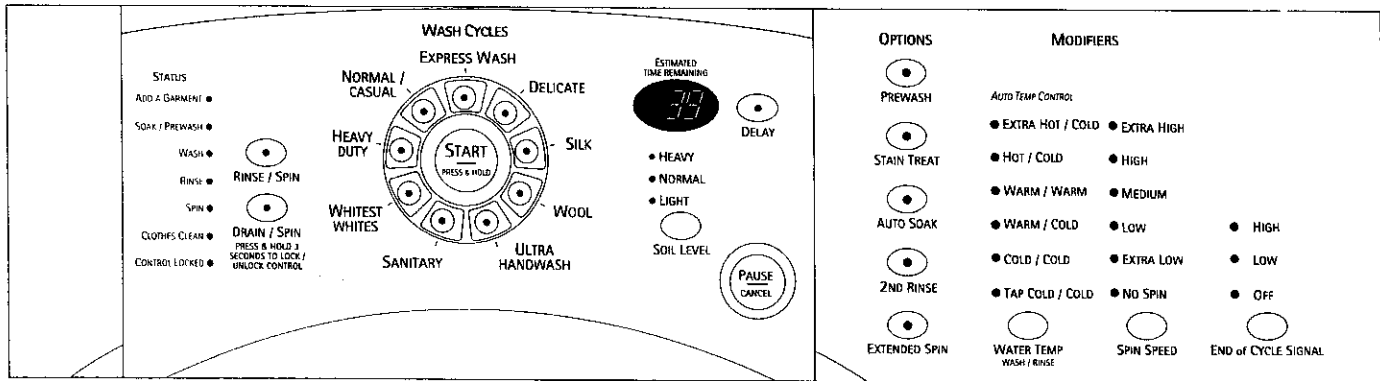 WASH CYCLES
EXPRESS WASH
NORMAL /
CASUAL
DELICATE
HEAVY
DUTY
SILK
START
PRESS & HOLD
WHITEST
WHITES
WOOL
SANITARY
ULTRA
HANDWASH
STATUS
ADD A GARMENT
SOAK / PREWASH
WASH
RINSE
SPIN
CLOTHES CLEAN
CONTROL LOCKED
RINSE / SPIN
DRAIN / SPIN
PRESS & HOLD 3
SECONDS TO LOCK /
UNLOCK CONTROL
ESTIMATED
TIME REMAINING
39
DELAY
HEAVY
NORMAL
LIGHT
SOIL LEVEL
PAUSE
CANCEL
OPTIONS
PREWASH
STAIN TREAT
AUTO SOAK
2ND RINSE
EXTENDED SPIN
MODIFIERS
AUTO TEMP CONTROL
EXTRA HOT / COLD
HOT / COLD
WARM / WARM
WARM / COLD
COLD / COLD
TAP COLD / COLD
WATER TEMP
WASH / RINSE
EXTRA HIGH
HIGH
MEDIUM
LOW
EXTRA LOW
NO SPIN
SPIN SPEED
HIGH
LOW
OFF
END of CYCLE SIGNAL